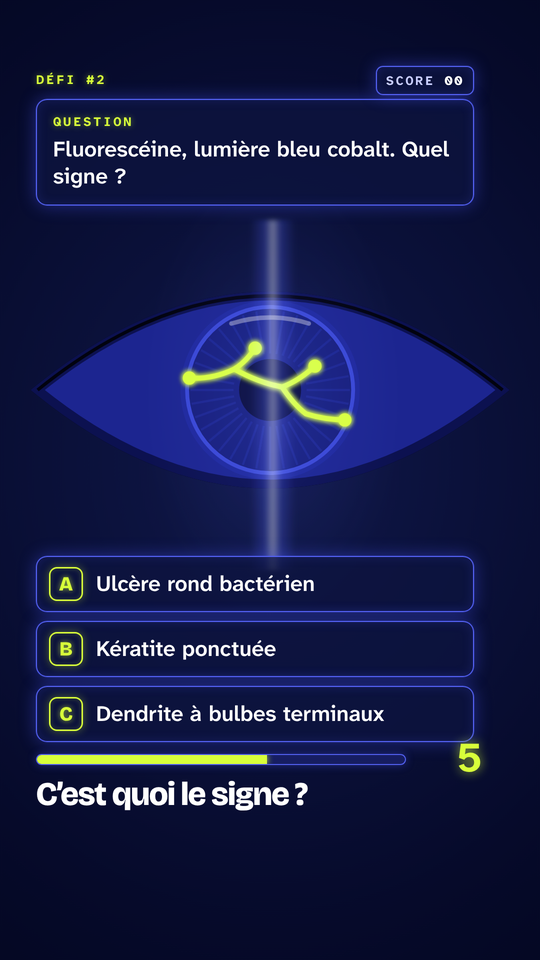 DÉFI #2
SCORE 00
QUESTION
Fluorescéine, lumière bleu cobalt. Quel
signe ?
A Ulcère rond bactérien
B Kératite ponctuée
C Dendrite à bulbes terminaux
5
C'est quoi le signe ?